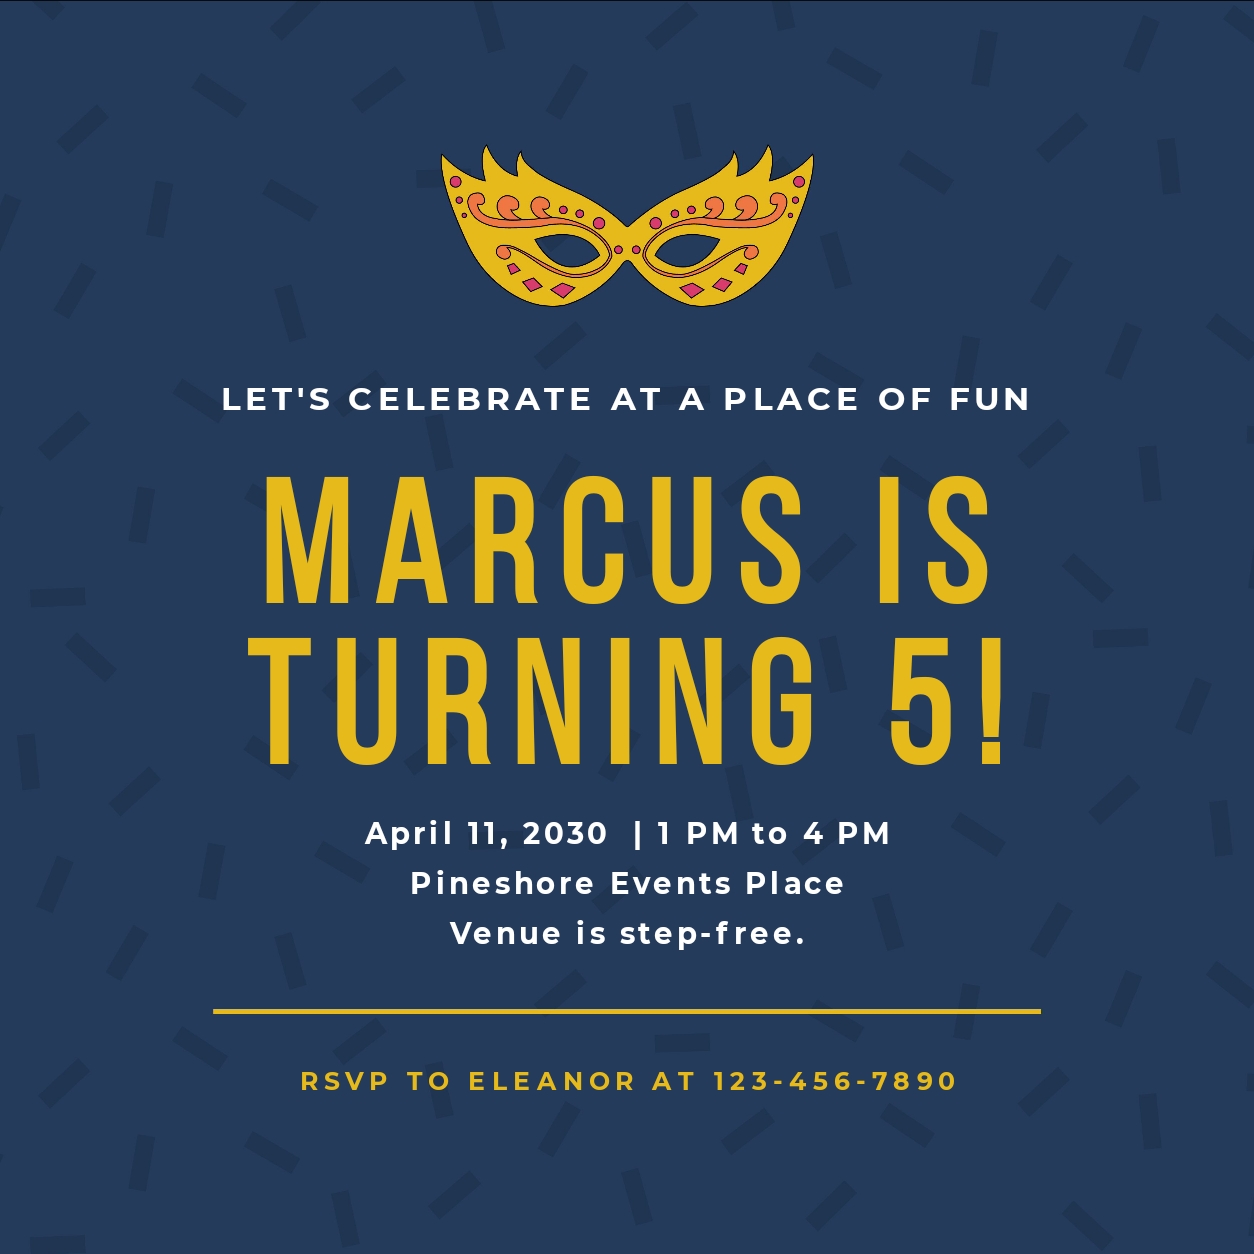 LET'S CELEBRATE AT A PLACE OF FUN
MARCUS IS
TURNING 5!
April 11, 2030 | 1 PM to 4 PM
Pineshore Events Place
Venue is step-free.
RSVP TO ELEANOR AT 123-456-7890